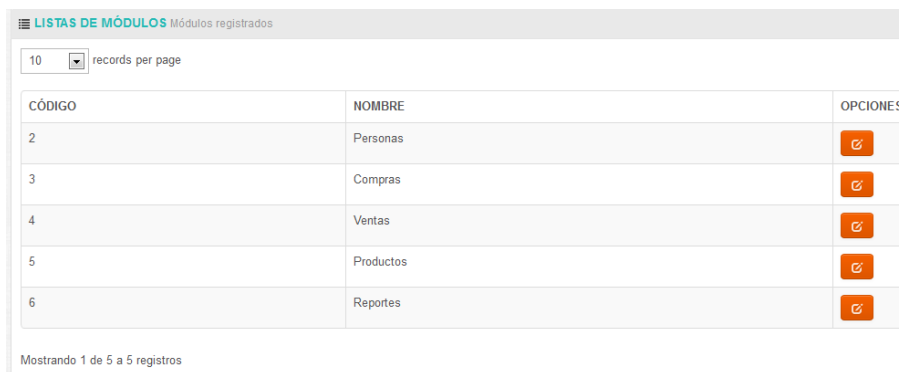 LISTAS DE MÓDULOS Módulos registrados
10 records per page
CÓDIGO NOMBRE OPCIONES
2 Personas
3 Compras
4 Ventas
5 Productos
6 Reportes
Mostrando 1 de 5 a 5 registros